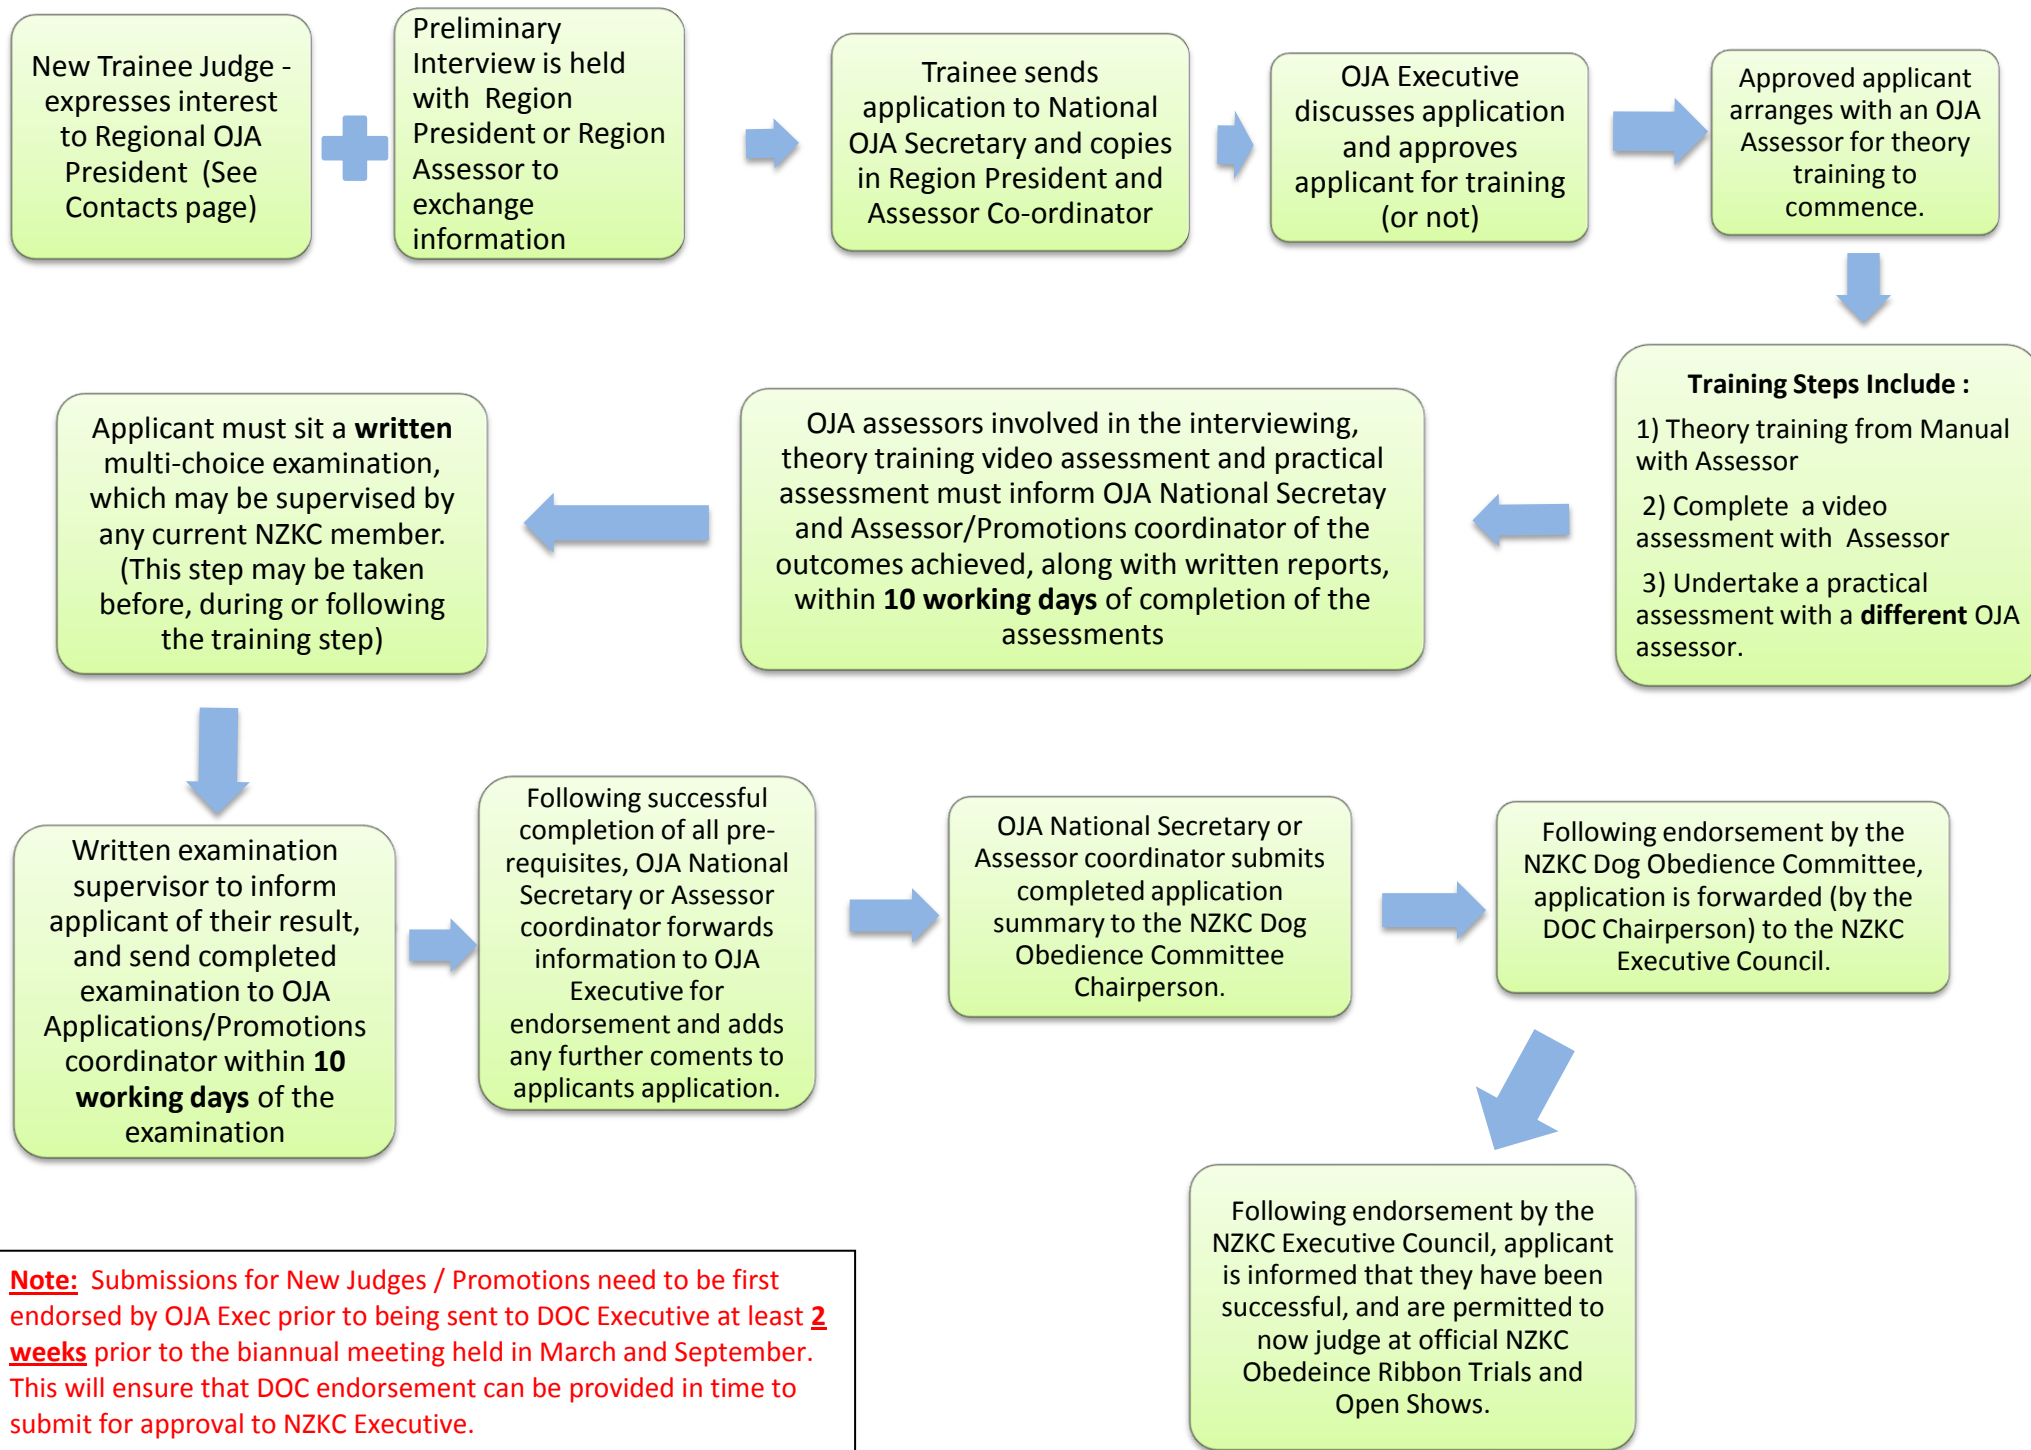 New Trainee Judge -
expresses interest
to Regional OJA
President (See
Contacts page)
Preliminary
Interview is held
with Region
President or Region
Assessor to
exchange
information
Trainee sends
application to National
OJA Secretary and copies
in Region President and
Assessor Co-ordinator
OJA Executive
discusses application
and approves
applicant for training
(or not)
Approved applicant
arranges with an OJA
Assessor for theory
training to
commence.
Training Steps Include :
1) Theory training from Manual
with Assessor
2) Complete a video
assessment with Assessor
3) Undertake a practical
assessment with a different OJA
assessor.
OJA assessors involved in the interviewing,
theory training video assessment and practical
assessment must inform OJA National Secretay
and Assessor/Promotions coordinator of the
outcomes achieved, along with written reports,
within 10 working days of completion of the
assessments
Applicant must sit a written
multi-choice examination,
which may be supervised by
any current NZKC member.
(This step may be taken
before, during or following
the training step)
Written examination
supervisor to inform
applicant of their result,
and send completed
examination to OJA
Applications/Promotions
coordinator within 10
working days of the
examination
Following successful
completion of all pre-
requisites, OJA National
Secretary or Assessor
coordinator forwards
information to OJA
Executive for
endorsement and adds
any further coments to
applicants application.
OJA National Secretary or
Assessor coordinator submits
completed application
summary to the NZKC Dog
Obedience Committee
Chairperson.
Following endorsement by the
NZKC Dog Obedience Committee,
application is forwarded (by the
DOC Chairperson) to the NZKC
Executive Council.
Following endorsement by the
NZKC Executive Council, applicant
is informed that they have been
successful, and are permitted to
now judge at official NZKC
Obedeince Ribbon Trials and
Open Shows.
Note: Submissions for New Judges / Promotions need to be first
endorsed by OJA Exec prior to being sent to DOC Executive at least 2
weeks prior to the biannual meeting held in March and September.
This will ensure that DOC endorsement can be provided in time to
submit for approval to NZKC Executive.